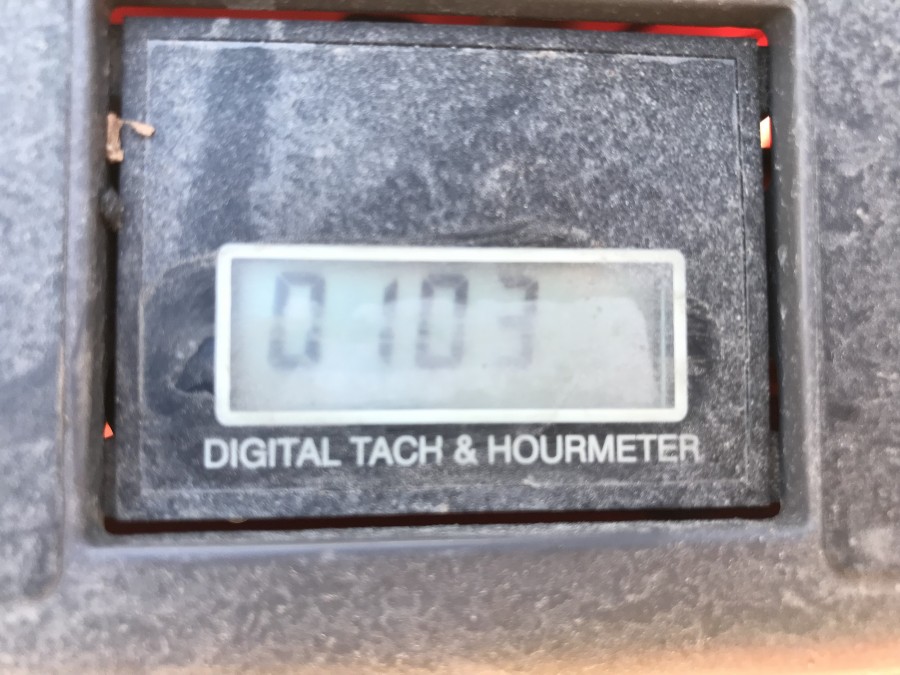 0103
DIGITAL TACH & HOURMETER